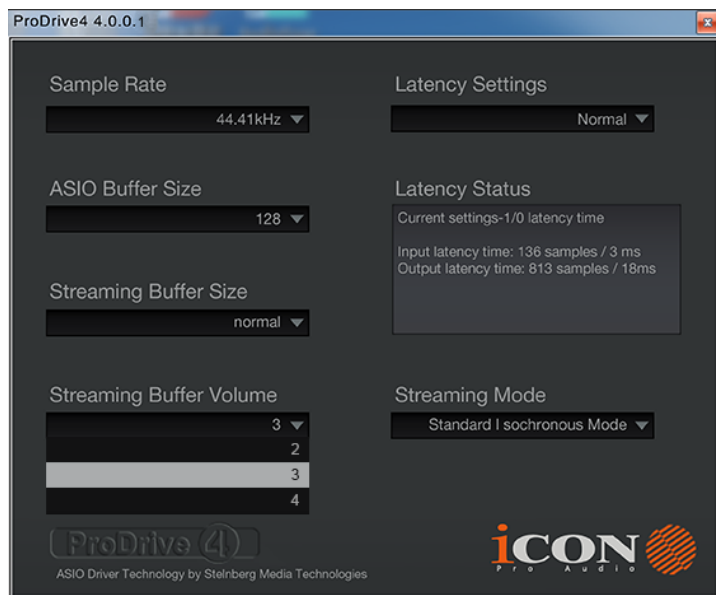 ProDrive4 4.0.0.1
x
Sample Rate
44.41kHz
ASIO Buffer Size
128
Streaming Buffer Size
normal
Streaming Buffer Volume
3
2
3
4
Latency Settings
Normal
Latency Status
Current settings-1/0 latency time
Input latency time: 136 samples / 3 ms
Output latency time: 813 samples / 18ms
Streaming Mode
Standard I sochronous Mode
ProDrive 4
ASIO Driver Technology by Stelnberg Media Technologies
iCON
Pro Audio